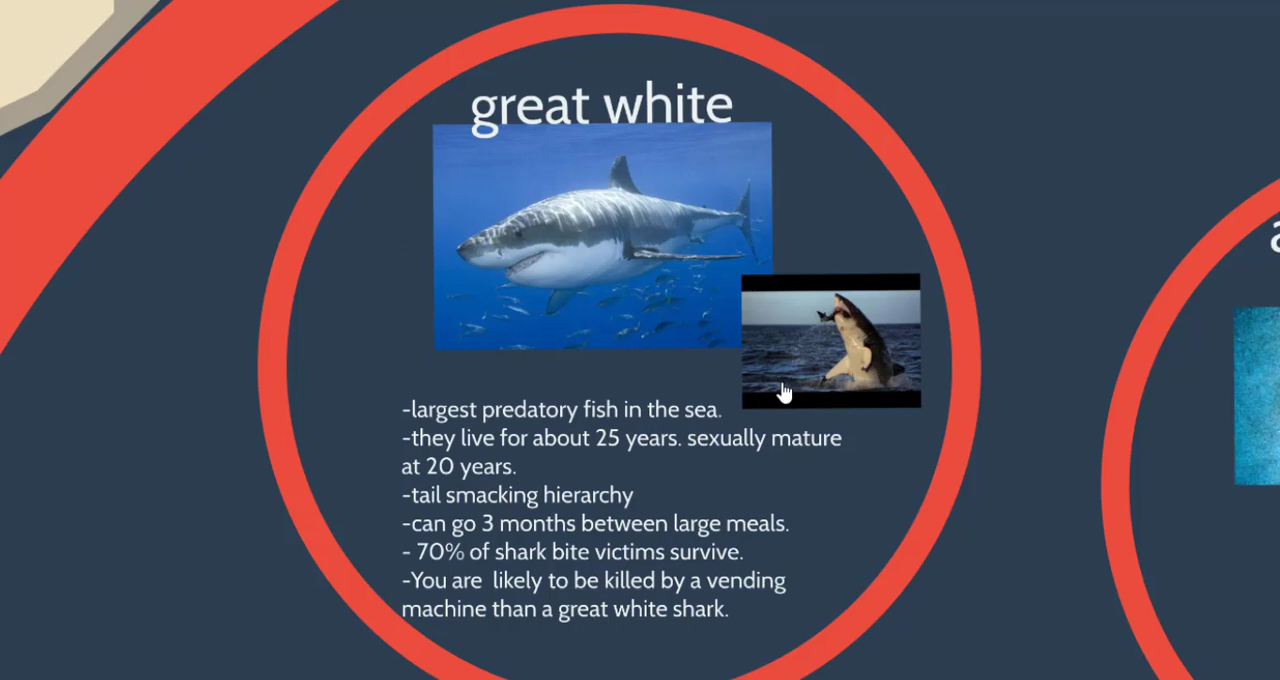 great white
-largest predatory fish in the sea.
-they live for about 25 years. sexually mature
at 20 years.
-tail smacking hierarchy
-can go 3 months between large meals.
- 70% of shark bite victims survive.
-You are  likely to be killed by a vending
machine than a great white shark.